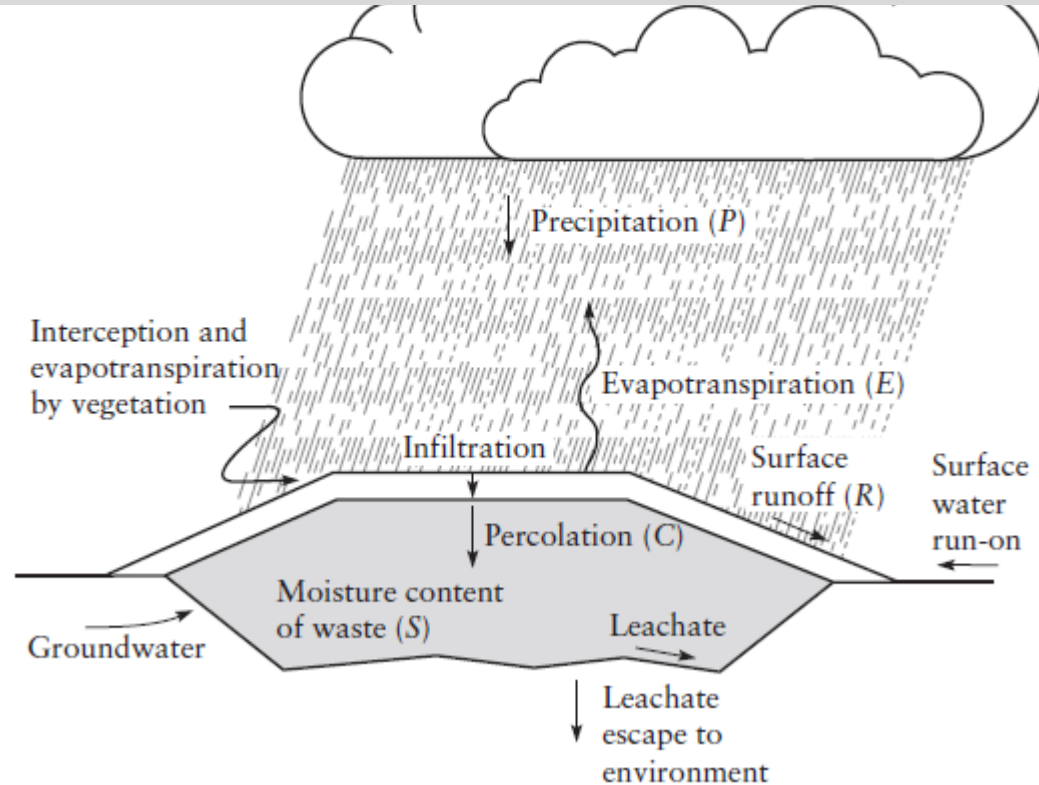 Precipitation (P)
Interception and
evapotranspiration
by vegetation
Evapotranspiration (E)
Infiltration
Surface
runoff (R)
Surface
water
run-on
Percolation (C)
Moisture content
of waste (S)
Groundwater
Leachate
Leachate
escape to
environment